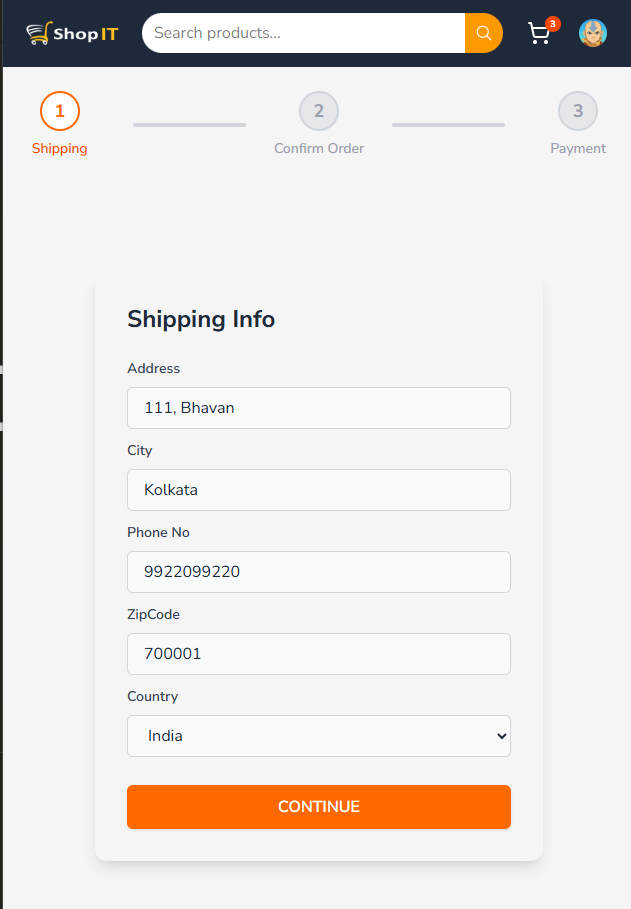 Shop IT
Search products...
3
1
2
3
Shipping
Confirm Order
Payment
Shipping Info
Address
111, Bhavan
City
Kolkata
Phone No
9922099220
ZipCode
700001
Country
India
CONTINUE